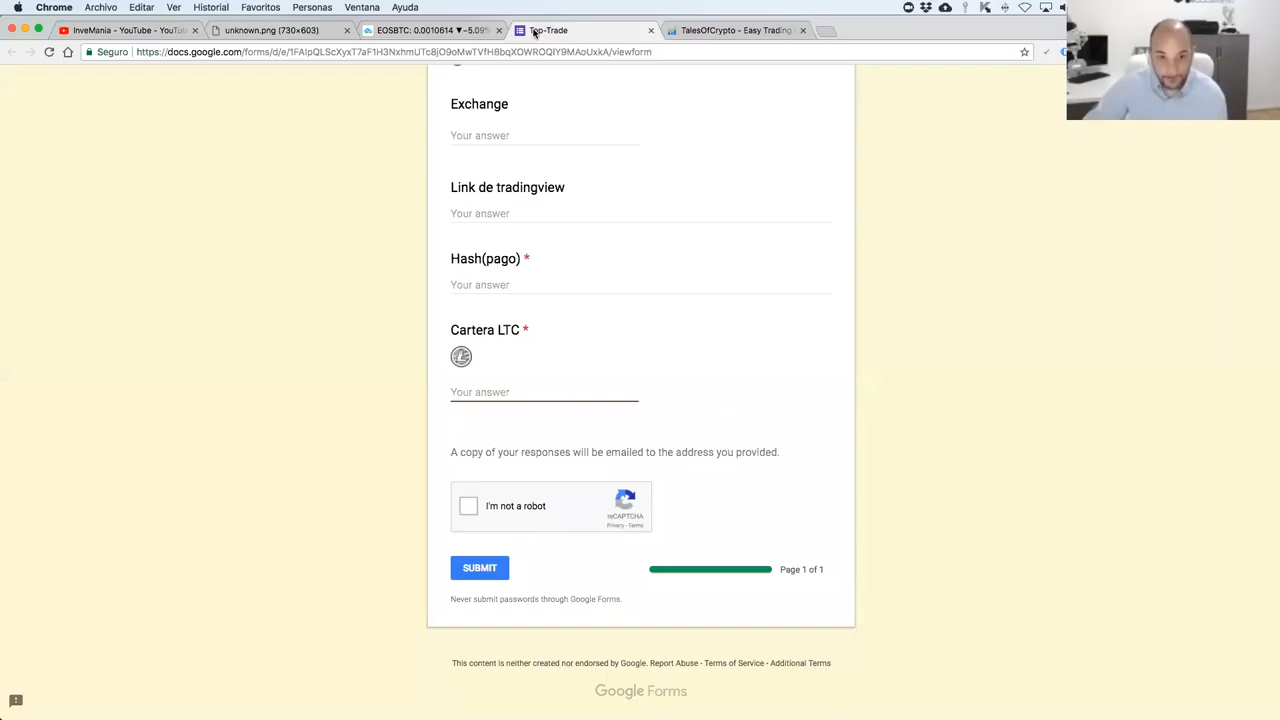 Chrome Archivo Editar Ver Historial Favoritos Personas Ventana Ayuda
InveMania - YouTube - YouTu
unknown.png (730×603)
EOSBTC: 0.0010614 ▼−5.09%
Top-Trade
TalesOfCrypto - Easy Trading
Seguro
https://docs.google.com/forms/d/e/1FAIpQLScXyxT7aF1H3NxhmUTc8jO9oMwTVfH8bqXOWROQIY9MAoUxkA/viewform
Exchange
Your answer
Link de tradingview
Your answer
Hash(pago) *
Your answer
Cartera LTC *
Your answer
A copy of your responses will be emailed to the address you provided.
I'm not a robot
reCAPTCHA
Privacy - Terms
SUBMIT
Page 1 of 1
Never submit passwords through Google Forms.
This content is neither created nor endorsed by Google. Report Abuse - Terms of Service - Additional Terms
Google Forms